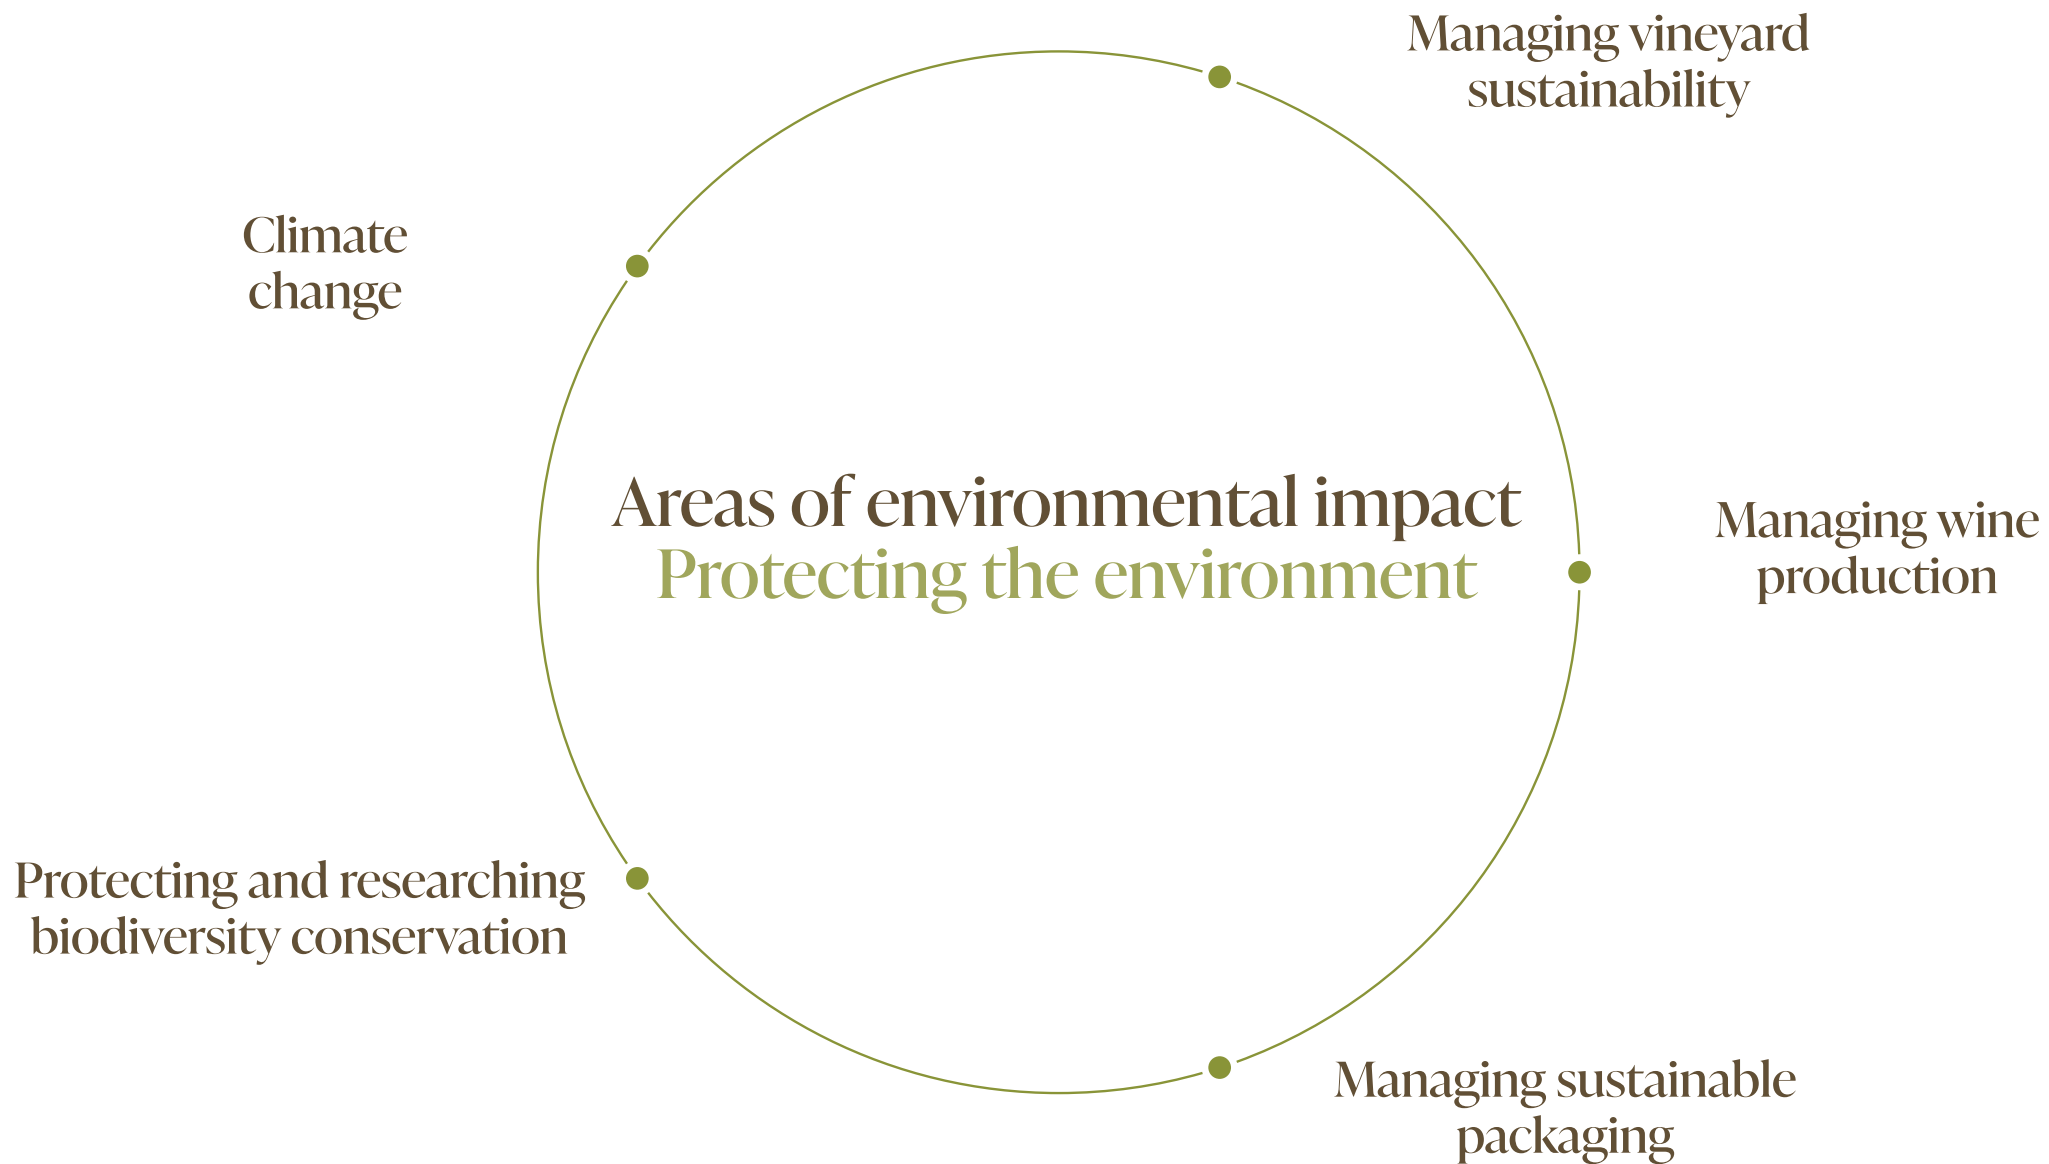 Managing vineyard
sustainability
Climate
change
Areas of environmental impact
Protecting the environment
Managing wine
production
Protecting and researching
biodiversity conservation
Managing sustainable
packaging